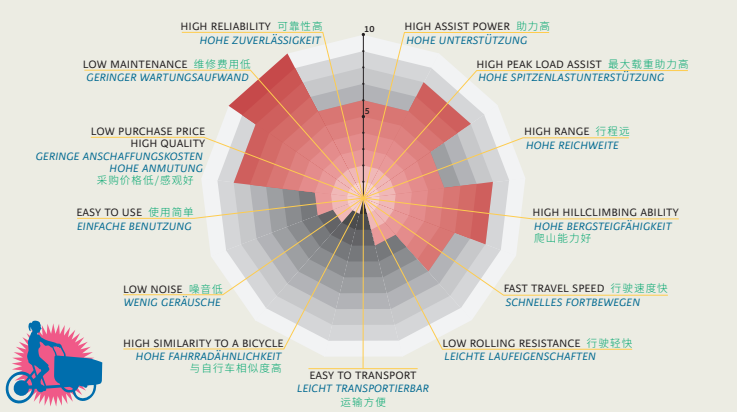 10
5
HIGH RELIABILITY 可靠性高
HOHE ZUVERLÄSSIGKEIT
HIGH ASSIST POWER 助力高
HOHE UNTERSTÜTZUNG
LOW MAINTENANCE 维修费用低
GERINGER WARTUNGSAUFWAND
HIGH PEAK LOAD ASSIST 最大载重助力高
HOHE SPITZENLASTUNTERSTÜTZUNG
LOW PURCHASE PRICE
HIGH QUALITY
GERINGE ANSCHAFFUNGSKOSTEN
HOHE ANMUTUNG
采购价格低/感观好
HIGH RANGE 行程远
HOHE REICHWEITE
EASY TO USE 使用简单
EINFACHE BENUTZUNG
HIGH HILLCLIMBING ABILITY
HOHE BERGSTEIGFÄHIGKEIT
爬山能力好
LOW NOISE 噪音低
WENIG GERÄUSCHE
FAST TRAVEL SPEED 行驶速度快
SCHNELLES FORTBEWEGEN
HIGH SIMILARITY TO A BICYCLE
HOHE FAHRRADÄHNLICHKEIT
与自行车相似度高
LOW ROLLING RESISTANCE 行驶轻快
LEICHTE LAUFEIGENSCHAFTEN
EASY TO TRANSPORT
LEICHT TRANSPORTIERBAR
运输方便